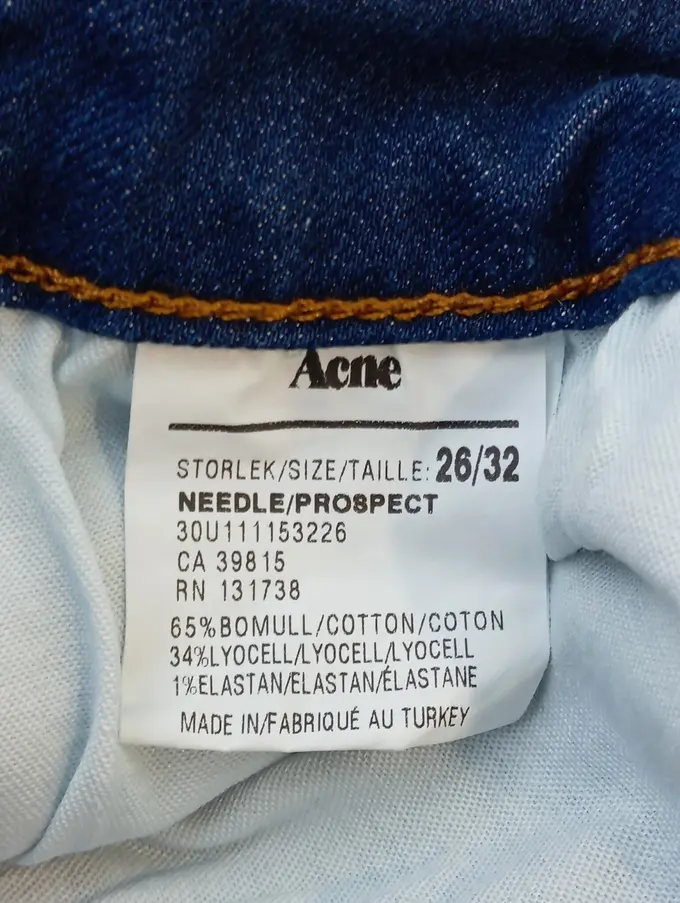 Acne
STORLEK/SIZE/TAILLE: 26/32
NEEDLE/PROSPECT
30U111153226
CA 39815
RN 131738
65%BOMULL/COTTON/COTON
34%LYOCELL/LYOCELL/LYOCELL
1%ELASTAN/ELASTAN/ÉLASTANE
MADE IN/FABRIQUÉ AU TURKEY